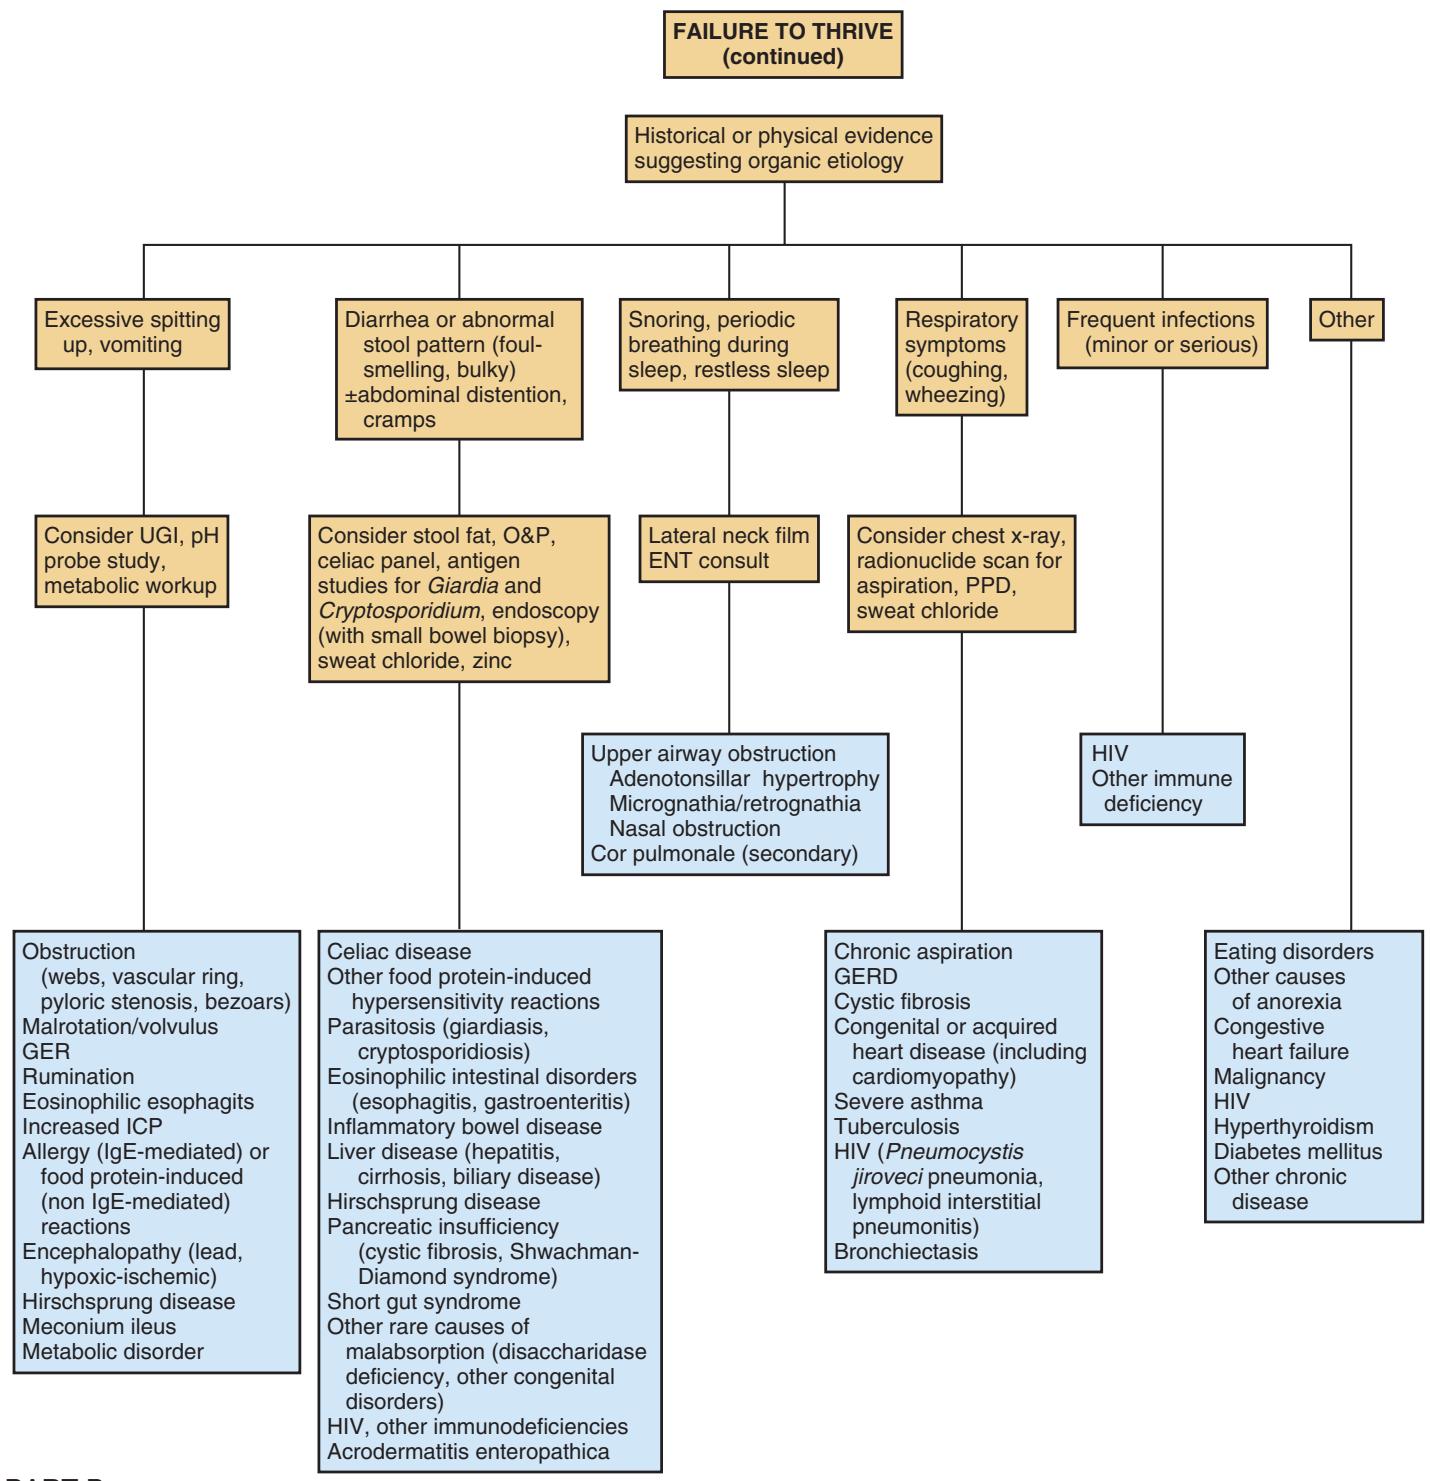 FAILURE TO THRIVE
(continued)
Historical or physical evidence
suggesting organic etiology
Excessive spitting
up, vomiting
Diarrhea or abnormal
stool pattern (foul-
smelling, bulky)
±abdominal distention,
cramps
Snoring, periodic
breathing during
sleep, restless sleep
Respiratory
symptoms
(coughing,
wheezing)
Frequent infections
(minor or serious)
Other
Consider UGI, pH
probe study,
metabolic workup
Consider stool fat, O&P,
celiac panel, antigen
studies for Giardia and
Cryptosporidium, endoscopy
(with small bowel biopsy),
sweat chloride, zinc
Lateral neck film
ENT consult
Consider chest x-ray,
radionuclide scan for
aspiration, PPD,
sweat chloride
Upper airway obstruction
Adenotonsillar hypertrophy
Micrognathia/retrognathia
Nasal obstruction
Cor pulmonale (secondary)
HIV
Other immune
deficiency
Obstruction
(webs, vascular ring,
pyloric stenosis, bezoars)
Malrotation/volvulus
GER
Rumination
Eosinophilic esophagits
Increased ICP
Allergy (IgE-mediated) or
food protein-induced
(non IgE-mediated)
reactions
Encephalopathy (lead,
hypoxic-ischemic)
Hirschsprung disease
Meconium ileus
Metabolic disorder
Celiac disease
Other food protein-induced
hypersensitivity reactions
Parasitosis (giardiasis,
cryptosporidiosis)
Eosinophilic intestinal disorders
(esophagitis, gastroenteritis)
Inflammatory bowel disease
Liver disease (hepatitis,
cirrhosis, biliary disease)
Hirschsprung disease
Pancreatic insufficiency
(cystic fibrosis, Shwachman-
Diamond syndrome)
Short gut syndrome
Other rare causes of
malabsorption (disaccharidase
deficiency, other congenital
disorders)
HIV, other immunodeficiencies
Acrodermatitis enteropathica
Chronic aspiration
GERD
Cystic fibrosis
Congenital or acquired
heart disease (including
cardiomyopathy)
Severe asthma
Tuberculosis
HIV (Pneumocystis
jiroveci pneumonia,
lymphoid interstitial
pneumonitis)
Bronchiectasis
Eating disorders
Other causes
of anorexia
Congestive
heart failure
Malignancy
HIV
Hyperthyroidism
Diabetes mellitus
Other chronic
disease